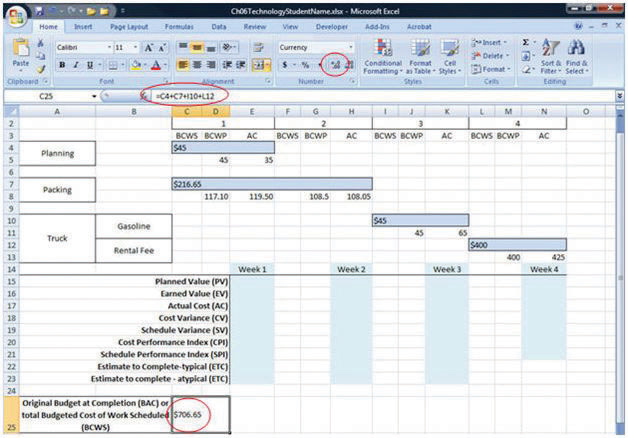 Ch06TechnologyStudentName.xlsx - Microsoft Excel
Home Insert Page Layout Formulas Data Review View Developer Add-Ins Acrobat
Calibri 11 A A Currency Insert Σ
Paste B I U $ % , Conditional Formatting Format as Table Cell Styles Delete Format Sort & Filter Find & Select
Clipboard Font Alignment Number Styles Cells Editing
C25 fx =C4+C7+I10+L12
A B C D E F G H I J K L M N O
2 1 2 3 4
3 BCWS BCWP AC BCWS BCWP AC BCWS BCWP AC BCWS BCWP AC
4 Planning $45
5 45 35
6
7 Packing $216.65
8 117.10 119.50 108.5 108.05
9
10 Truck Gasoline $45
11 45 65
12 Rental Fee $400
13 400 425
14 Week 1 Week 2 Week 3 Week 4
15 Planned Value (PV)
16 Earned Value (EV)
17 Actual Cost (AC)
18 Cost Variance (CV)
19 Schedule Variance (SV)
20 Cost Performance Index (CPI)
21 Schedule Performance Index (SPI)
22 Estimate to Complete-typical (ETC)
23 Estimate to complete - atypical (ETC)
24
Original Budget at Completion (BAC) or
total Budgeted Cost of Work Scheduled $706.65
25 (BCWS)